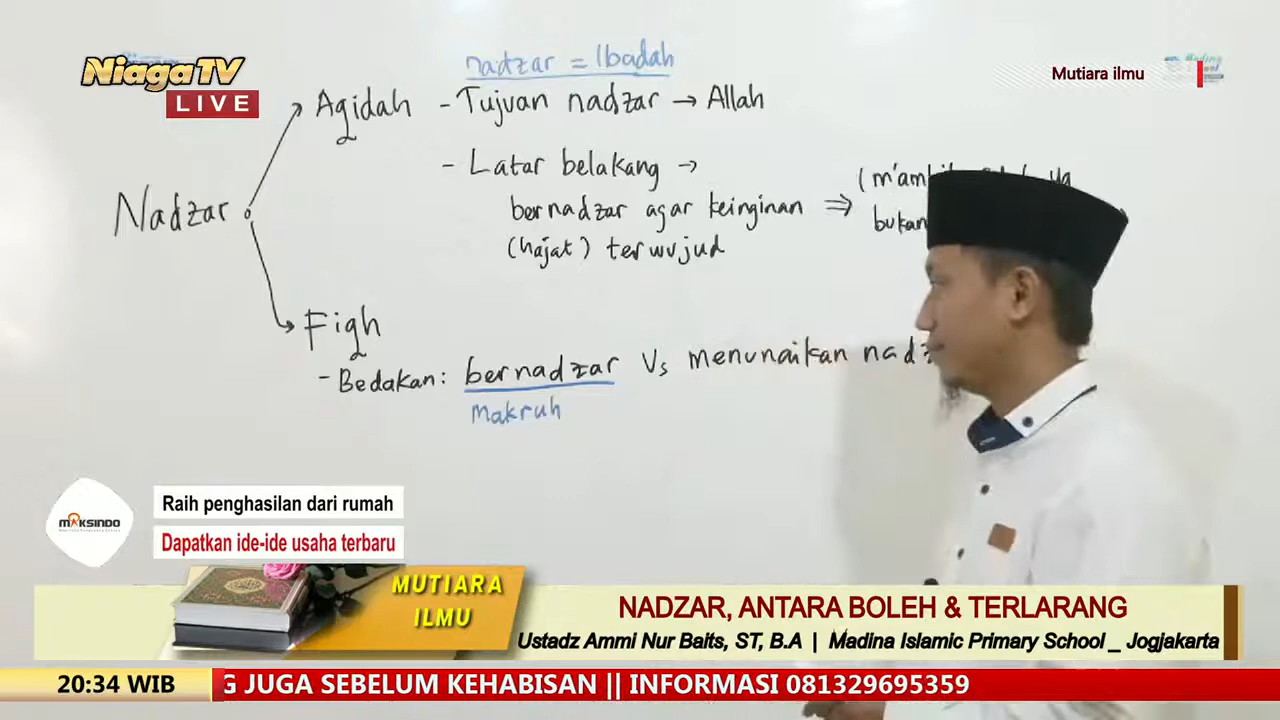 NiagaTV
LIVE
Mutiara ilmu
nadzar = Ibadah
Aqidah - Tujuan nadzar → Allah
- Latar belakang →
bernadzar agar keinginan ⇒
(hajat) terwujud
bukan
Nadzar
Fiqh
- Bedakan: bernadzar Vs menunaikan
makruh
MAKSINDO
Raih penghasilan dari rumah
Dapatkan ide-ide usaha terbaru
MUTIARA
ILMU
NADZAR, ANTARA BOLEH & TERLARANG
Ustadz Ammi Nur Baits, ST, B.A | Madina Islamic Primary School _ Jogjakarta
20:34 WIB
G JUGA SEBELUM KEHABISAN || INFORMASI 081329695359